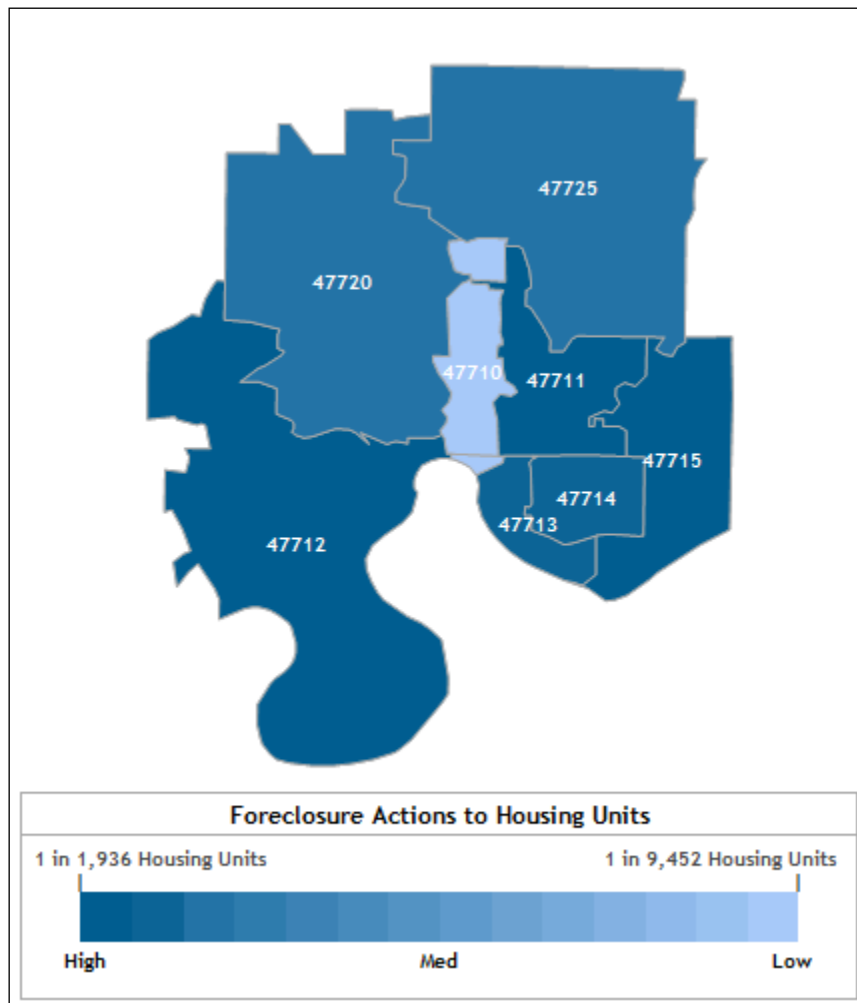 47725
47720
47710
47711
47715
47714
47713
47712
Foreclosure Actions to Housing Units
1 in 1,936 Housing Units 1 in 9,452 Housing Units
High Med Low